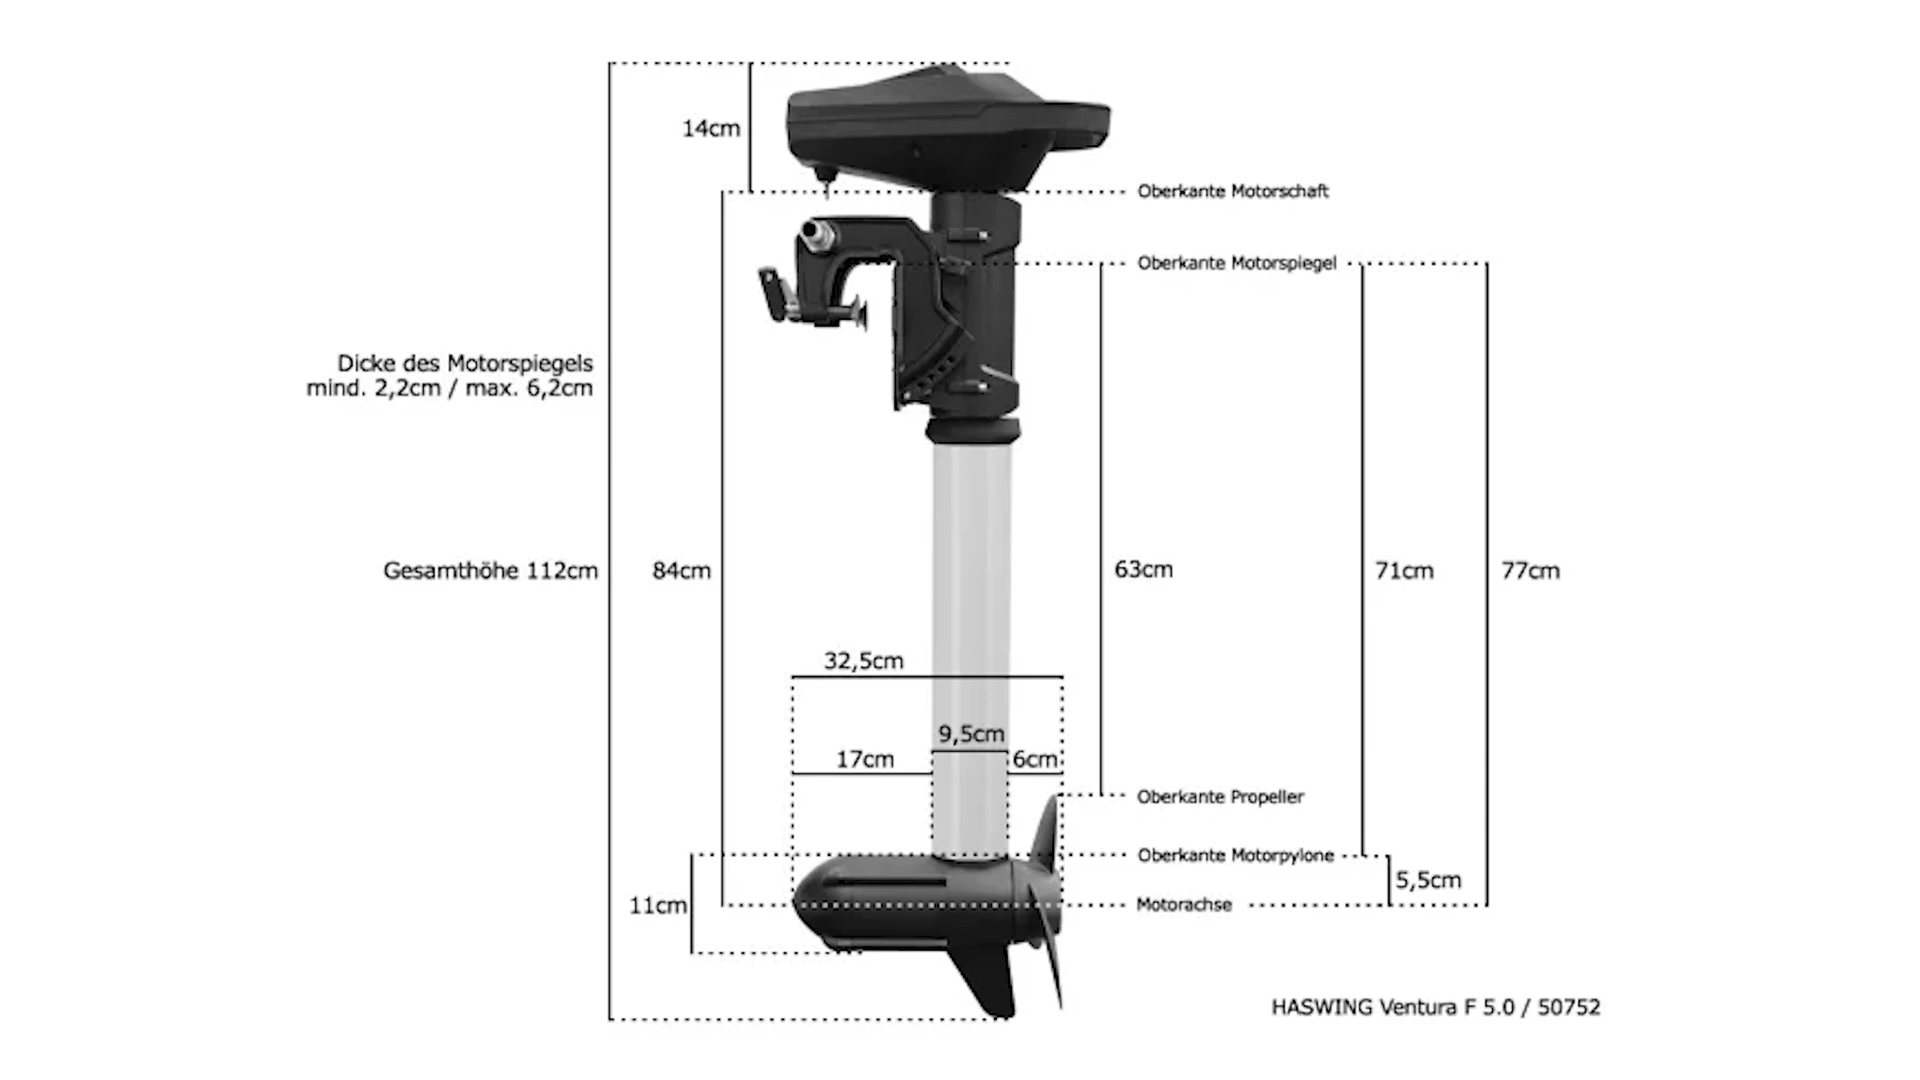 14cm
Oberkante Motorschaft
Oberkante Motorspiegel
Dicke des Motorspiegels
mind. 2,2cm / max. 6,2cm
Gesamthöhe 112cm
84cm
63cm
71cm
77cm
32,5cm
9,5cm
17cm
6cm
Oberkante Propeller
Oberkante Motorpylone
5,5cm
11cm
Motorachse
HASWING Ventura F 5.0 / 50752